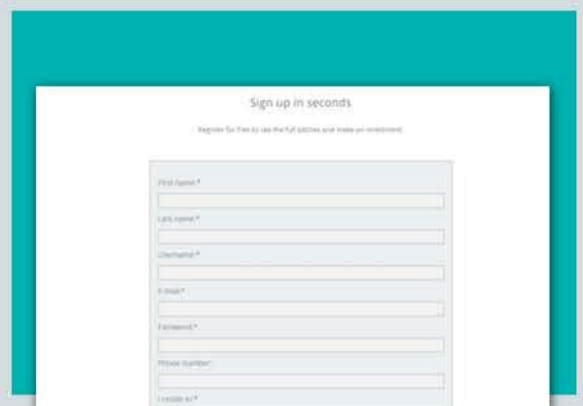 Sign up in seconds
Register for free to see the full pitches and make an investment.
First name:*
Last name:*
Username:*
E-mail:*
Password:*
Phone number:
I reside in:*